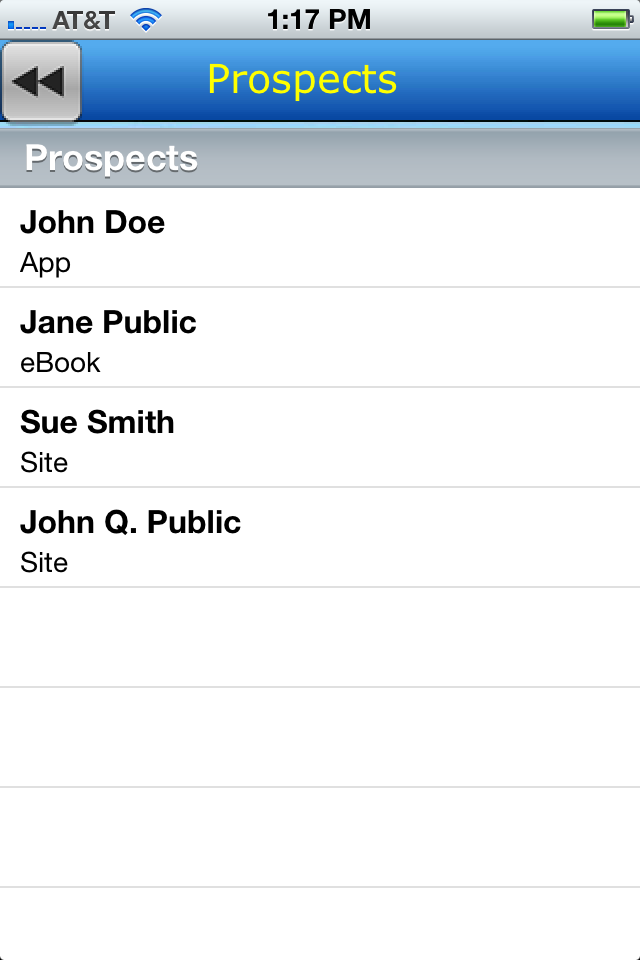 AT&T 1:17 PM
Prospects
Prospects
John Doe
App
Jane Public
eBook
Sue Smith
Site
John Q. Public
Site